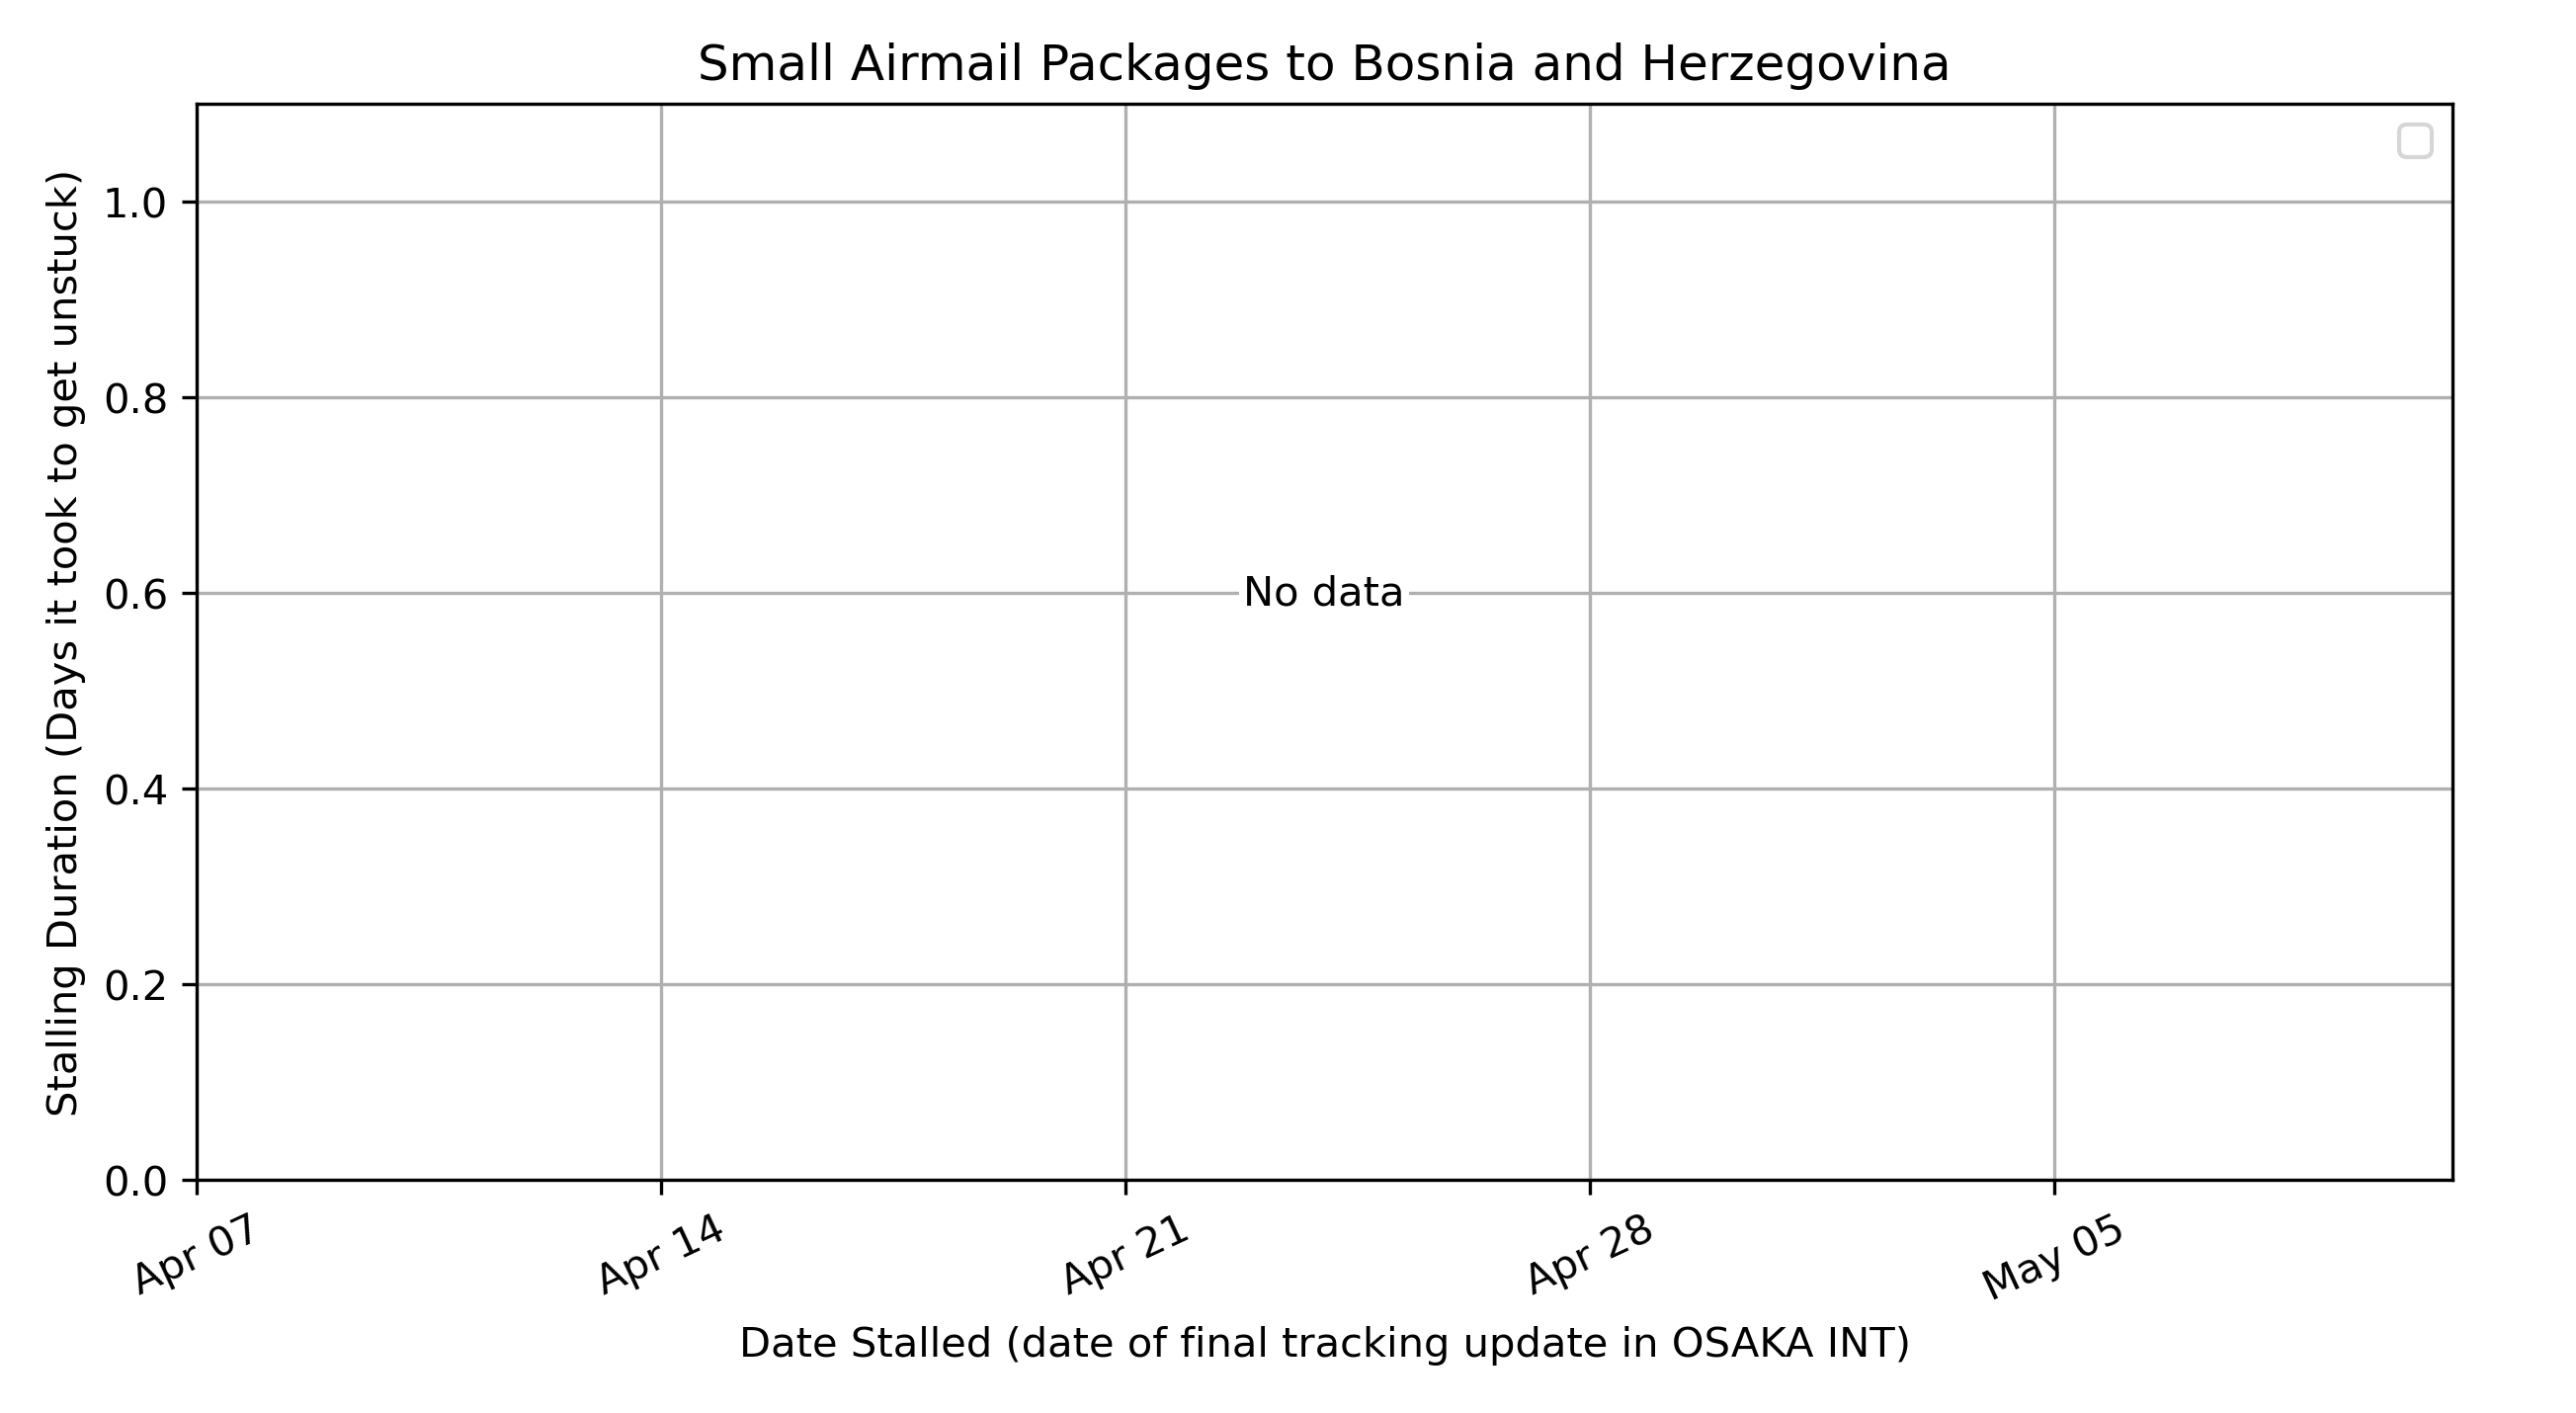 Small Airmail Packages to Bosnia and Herzegovina
Stalling Duration (Days it took to get unstuck)
1.0
0.8
0.6
0.4
0.2
0.0
No data
Apr 07
Apr 14
Apr 21
Apr 28
May 05
Date Stalled (date of final tracking update in OSAKA INT)